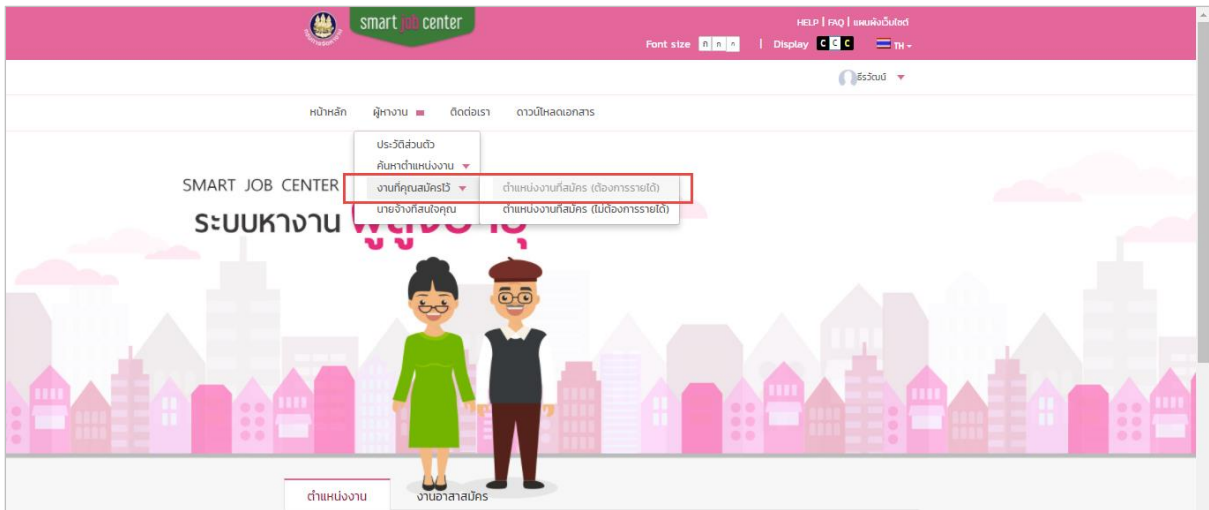 smart job center
HELP | FAQ | แผนผังเว็บไซต์
Font size ก ก ก | Display C C C TH
ธีรวัฒน์
หน้าหลัก ผู้หางาน ติดต่อเรา ดาวน์โหลดเอกสาร
ประวัติส่วนตัว
ค้นหาตำแหน่งงาน
งานที่คุณสมัครไว้ ตำแหน่งงานที่สมัคร (ต้องการรายได้)
นายจ้างที่สนใจคุณ ตำแหน่งงานที่สมัคร (ไม่ต้องการรายได้)
SMART JOB CENTER
ระบบหางาน ผู้สูงอายุ
ตำแหน่งงาน งานอาสาสมัคร